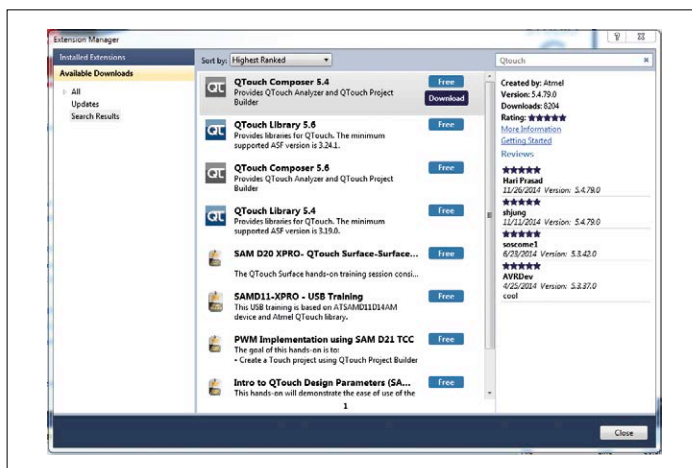 Extension Manager
Installed Extensions
Available Downloads
All
Updates
Search Results
Sort by: Highest Ranked
QT
QTouch Composer 5.4
Provides QTouch Analyzer and QTouch Project
Builder
Free
Download
QT
QTouch Library 5.6
Provides libraries for QTouch. The minimum
supported ASF version is 3.24.1.
Free
QT
QTouch Composer 5.6
Provides QTouch Analyzer and QTouch Project
Builder
Free
QT
QTouch Library 5.4
Provides libraries for QTouch. The minimum
supported ASF version is 3.19.0.
Free
SAM D20 XPRO- QTouch Surface-Surface...
The QTouch Surface hands-on training session consi...
Free
SAMD11-XPRO - USB Training
This USB training is based on ATSAMD11D14AM
device and Atmel QTouch library.
Free
PWM Implementation using SAM D21 TCC
The goal of this hands-on is to:
- Create a Touch project using QTouch Project Builder
Free
Intro to QTouch Design Parameters (SA...
This hands-on will demonstrate the ease of use of the
Free
1
Qtouch
Created by: Atmel
Version: 5.4.79.0
Downloads: 8204
Rating: ★★★★★
More Information
Getting Started
Reviews
★★★★★
Hari Prasad
11/26/2014 Version: 5.4.79.0
★★★★★
shjung
11/11/2014 Version: 5.4.79.0
★★★★★
soscome1
6/23/2014 Version: 5.3.42.0
★★★★★
AVRDev
4/25/2014 Version: 5.3.37.0
cool
Close